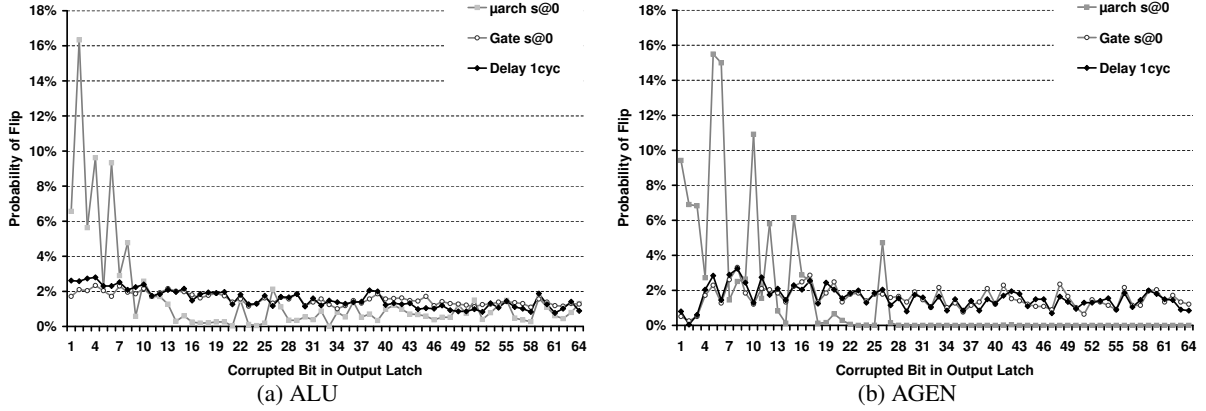 18%
16%
14%
12%
10%
8%
6%
4%
2%
0%
Probability of Flip
µarch s@0
Gate s@0
Delay 1cyc
1 4 7 10 13 16 19 22 25 28 31 34 37 40 43 46 49 52 55 58 61 64
Corrupted Bit in Output Latch
(a) ALU
18%
16%
14%
12%
10%
8%
6%
4%
2%
0%
Probability of Flip
µarch s@0
Gate s@0
Delay 1cyc
1 4 7 10 13 16 19 22 25 28 31 34 37 40 43 46 49 52 55 58 61 64
Corrupted Bit in Output Latch
(b) AGEN